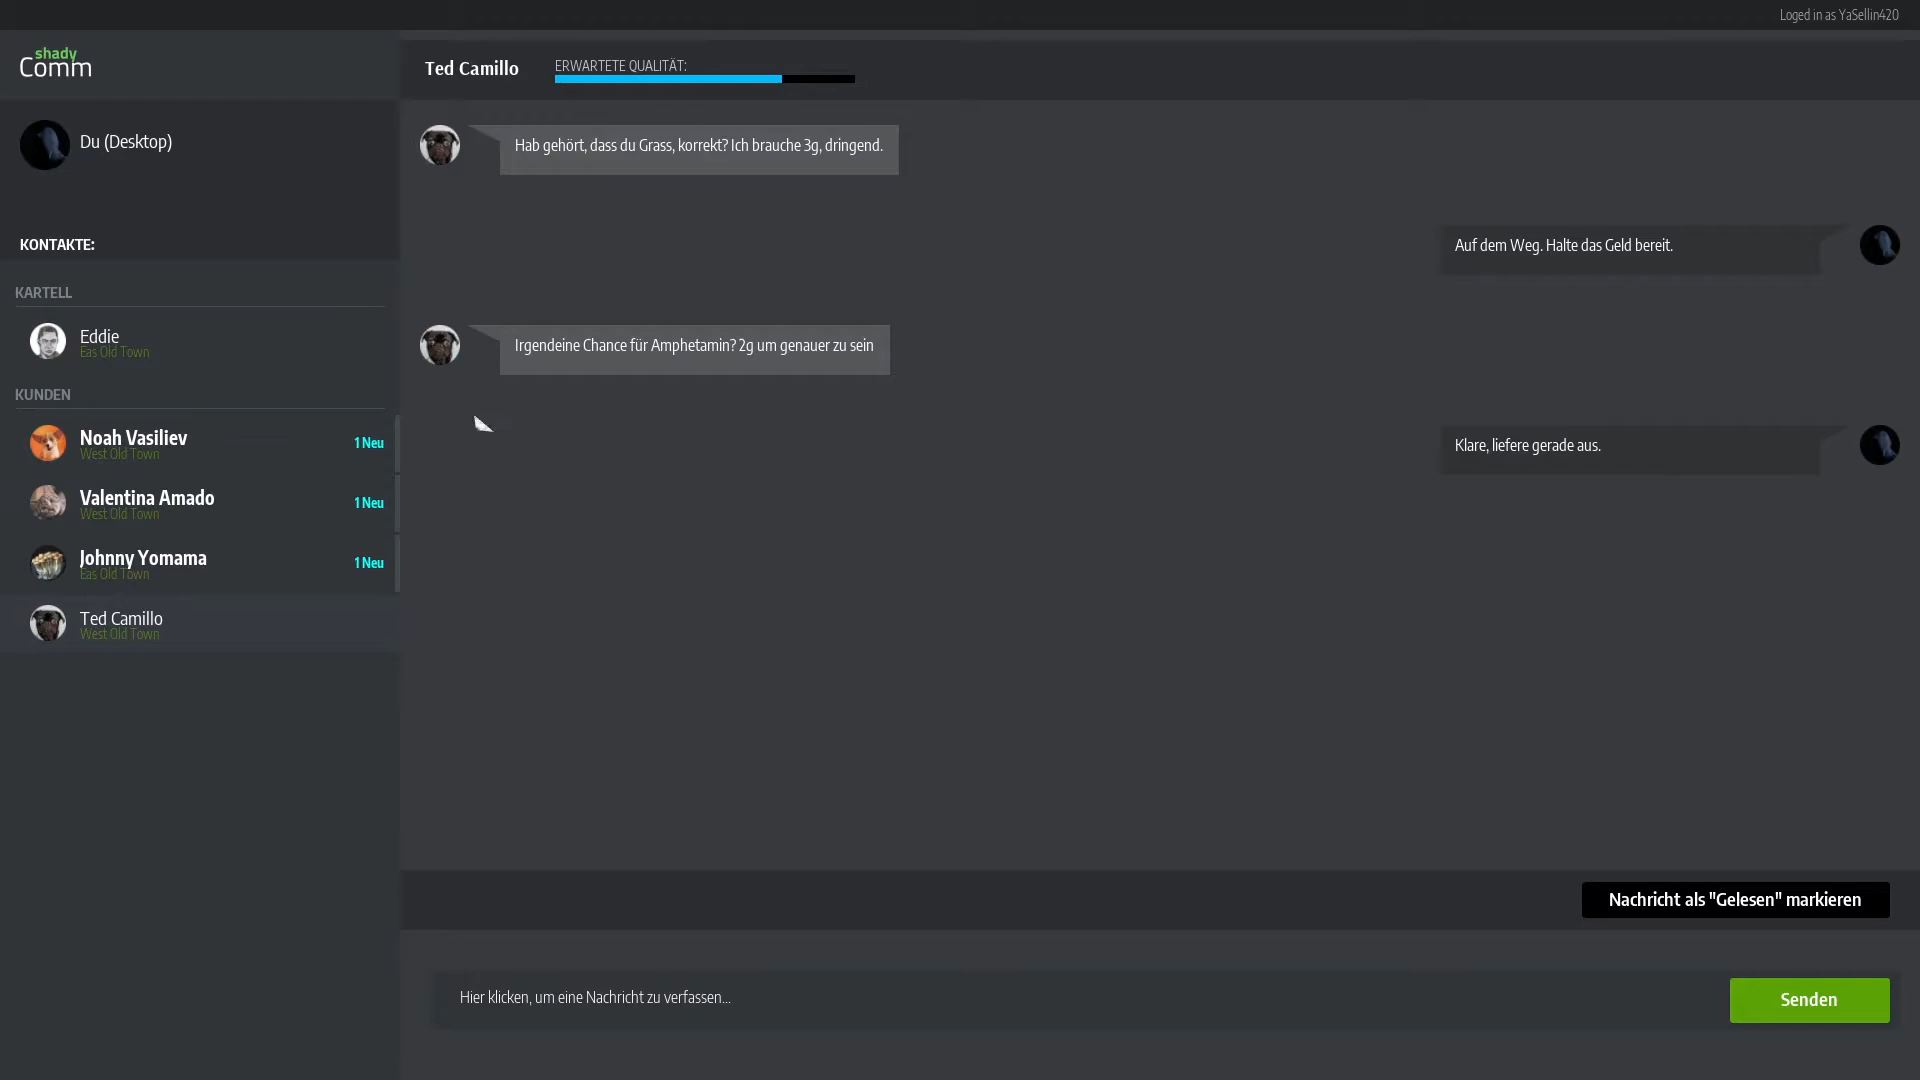 Loged in as YaSellin420
shady
Comm
Ted Camillo
ERWARTETE QUALITÄT:
Du (Desktop)
Hab gehört, dass du Grass, korrekt? Ich brauche 3g, dringend.
KONTAKTE:
Auf dem Weg. Halte das Geld bereit.
KARTELL
Eddie
Eas Old Town
Irgendeine Chance für Amphetamin? 2g um genauer zu sein
KUNDEN
Noah Vasiliev
West Old Town
1 Neu
Klare, liefere gerade aus.
Valentina Amado
West Old Town
1 Neu
Johnny Yomama
Eas Old Town
1 Neu
Ted Camillo
West Old Town
Nachricht als "Gelesen" markieren
Hier klicken, um eine Nachricht zu verfassen...
Senden